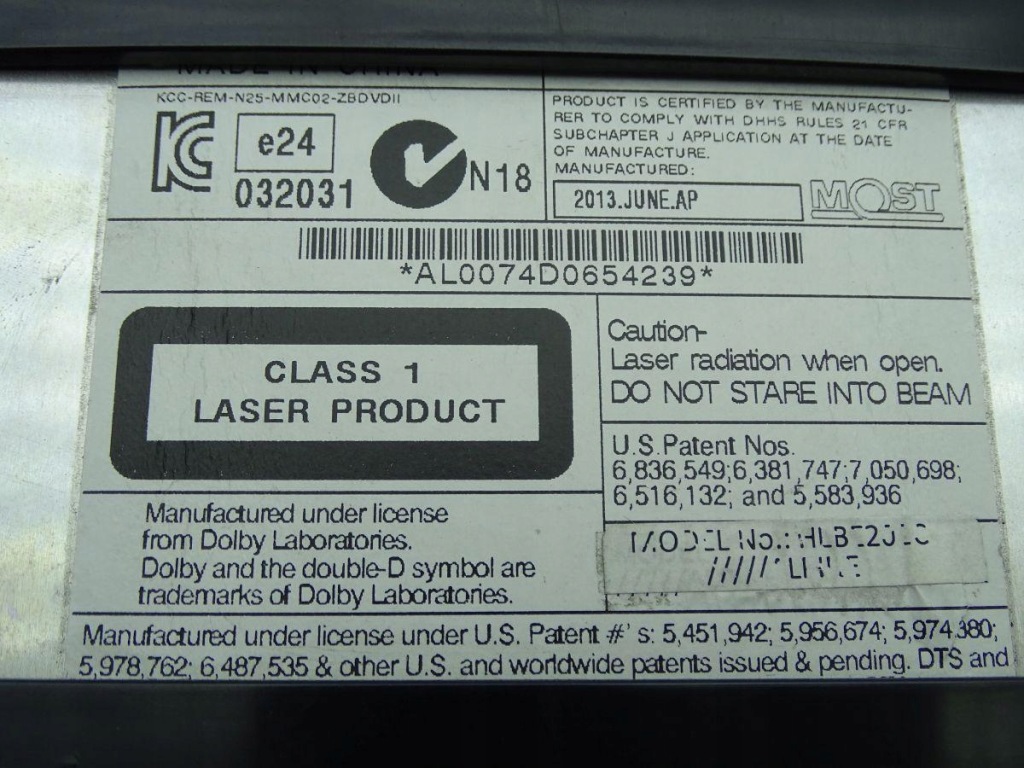 MADE IN CHINA
KCC-REM-N25-MMC02-ZBDVDII
e24
032031
N18
PRODUCT IS CERTIFIED BY THE MANUFACTU-
RER TO COMPLY WITH DHHS RULES 21 CFR
SUBCHAPTER J APPLICATION AT THE DATE
OF MANUFACTURE.
MANUFACTURED:
2013.JUNE.AP
MOST
*AL0074D0654239*
CLASS 1
LASER PRODUCT
Caution-
Laser radiation when open.
DO NOT STARE INTO BEAM
U.S.Patent Nos.
6,836,549;6,381,747;7,050,698;
6,516,132; and 5,583,936
Manufactured under license
from Dolby Laboratories.
Dolby and the double-D symbol are
trademarks of Dolby Laboratories.
MODEL No.:
Manufactured under license under U.S. Patent #' s: 5,451,942; 5,956,674; 5,974,380;
5,978,762; 6,487,535 & other U.S. and worldwide patents issued & pending. DTS and